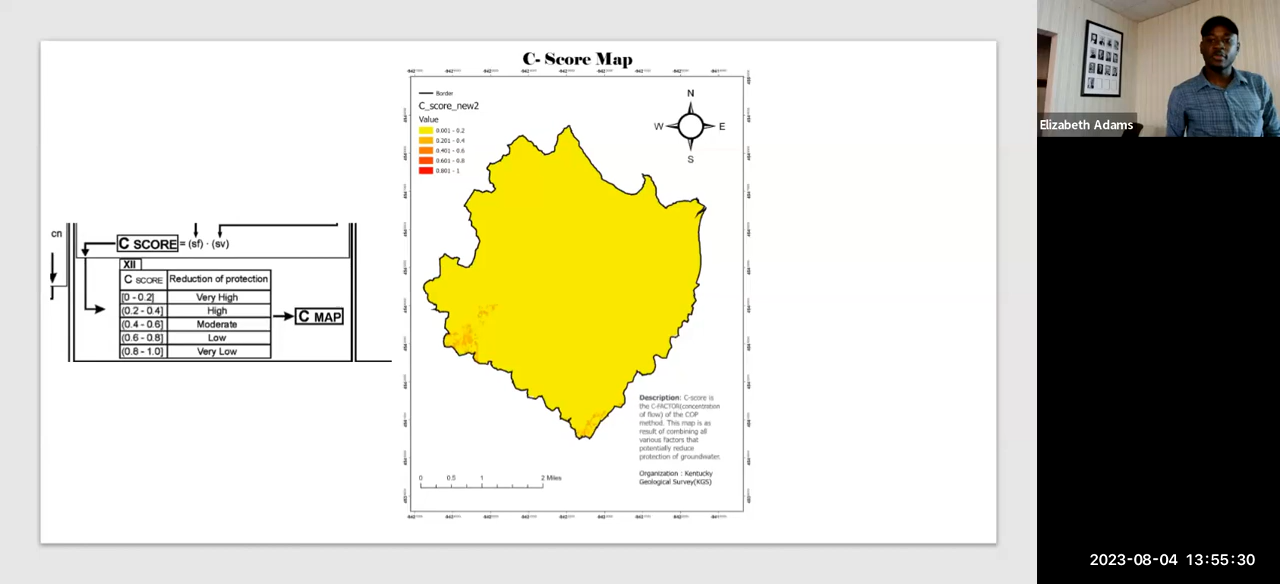 C- Score Map
Border
C_score_new2
Value
0.001 - 0.2
0.201 - 0.4
0.401 - 0.6
0.601 - 0.8
0.801 - 1
N
W
E
S
cn
C SCORE = (sf) · (sv)
XII
C SCORE Reduction of protection
[0 - 0.2] Very High
(0.2 - 0.4] High
(0.4 - 0.6] Moderate
(0.6 - 0.8] Low
(0.8 - 1.0] Very Low
C MAP
Description: C-score is
the C-FACTOR(concentration
of flow) of the COP
method. This map is as
result of combining all
various factors that
potentially reduce
protection of groundwater.
Organization : Kentucky
Geological Survey(KGS)
0 0.5 1 2 Miles
Elizabeth Adams
2023-08-04 13:55:30